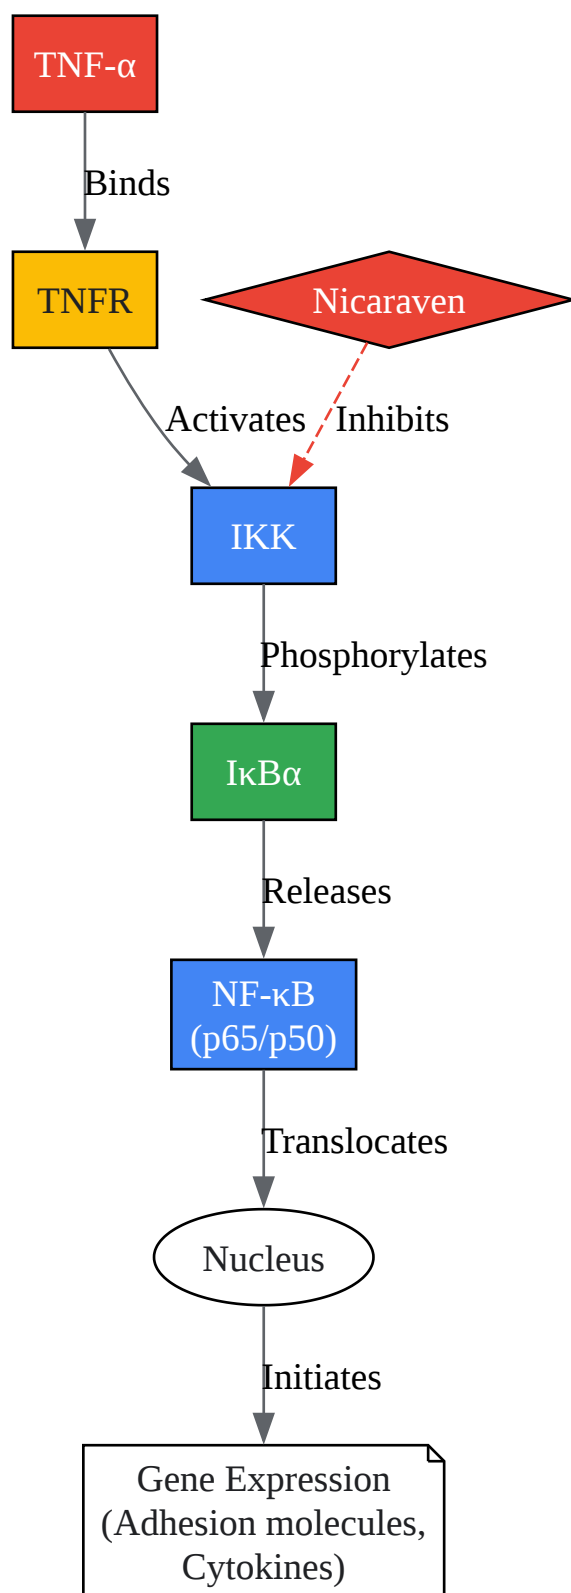 TNF-α
Binds
TNFR
Nicaraven
Activates
Inhibits
IKK
Phosphorylates
IκBα
Releases
NF-κB
(p65/p50)
Translocates
Nucleus
Initiates
Gene Expression
(Adhesion molecules,
Cytokines)